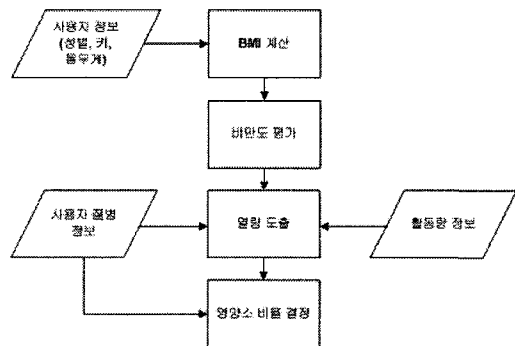 사용자 정보
(성별, 키,
몸무게)
BMI 계산
비만도 평가
사용자 질병
정보
열량 도출
활동량 정보
영양소 비율 결정